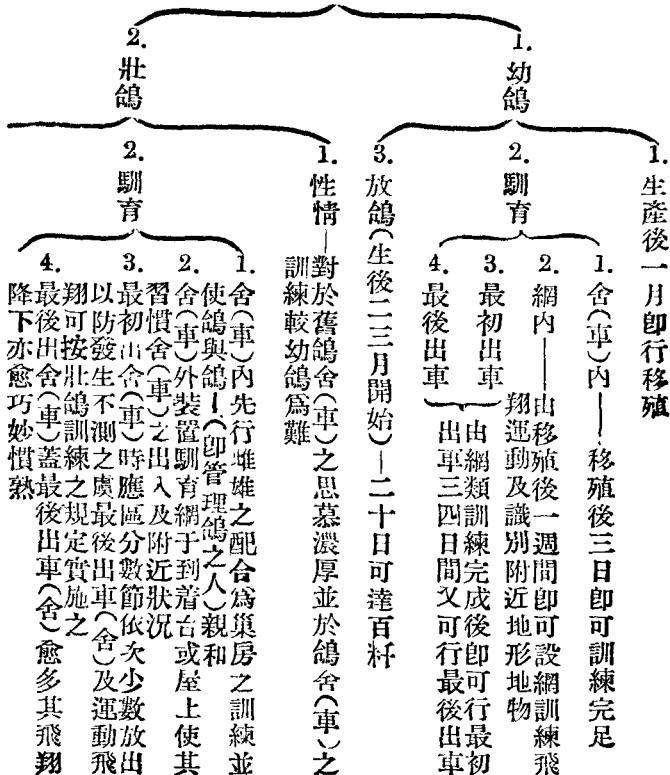 1.幼鴿
1.生產後一月卽行移殖
2.馴育
1.舍(車)內——移殖後三日卽可訓練完足
2.網內——由移殖後一週間卽可設網訓練飛
翔運動及識別附近地形地物
3.最初出車
4.最後出車
由網類訓練完成後卽可行最初
出車三四日間又可行最後出車
3.放鴿(生後二三月開始)—二十日可達百粁
2.壯鴿
1.性情—對於舊鴿舍(車)之思慕濃厚並於鴿舍(車)之
訓練較幼鴿爲難
2.馴育
1.舍(車)內先行雌雄之配合爲巢房之訓練並
使鴿與鴿—(卽管理鴿之人)親和
2.舍(車)外裝置馴育網于到着台或屋上使其
習慣舍(車)之出入及附近狀況
3.最初出舍(車)時應區分數節依次少數放出
以防發生不測之虞最後出車(舍)及運動飛
翔可按壯鴿訓練之規定實施之
4.最後出舍(車)蓋最後出車(舍)愈多其飛翔
降下亦愈巧妙慣熟